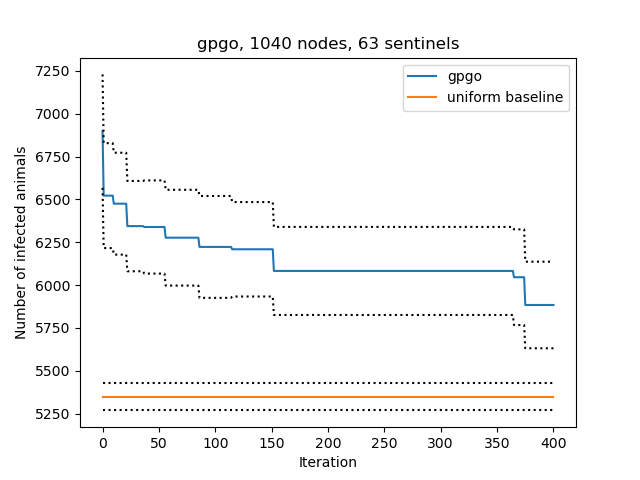 gpgo, 1040 nodes, 63 sentinels
gpgo
uniform baseline
Number of infected animals
7250
7000
6750
6500
6250
6000
5750
5500
5250
0 50 100 150 200 250 300 350 400
Iteration